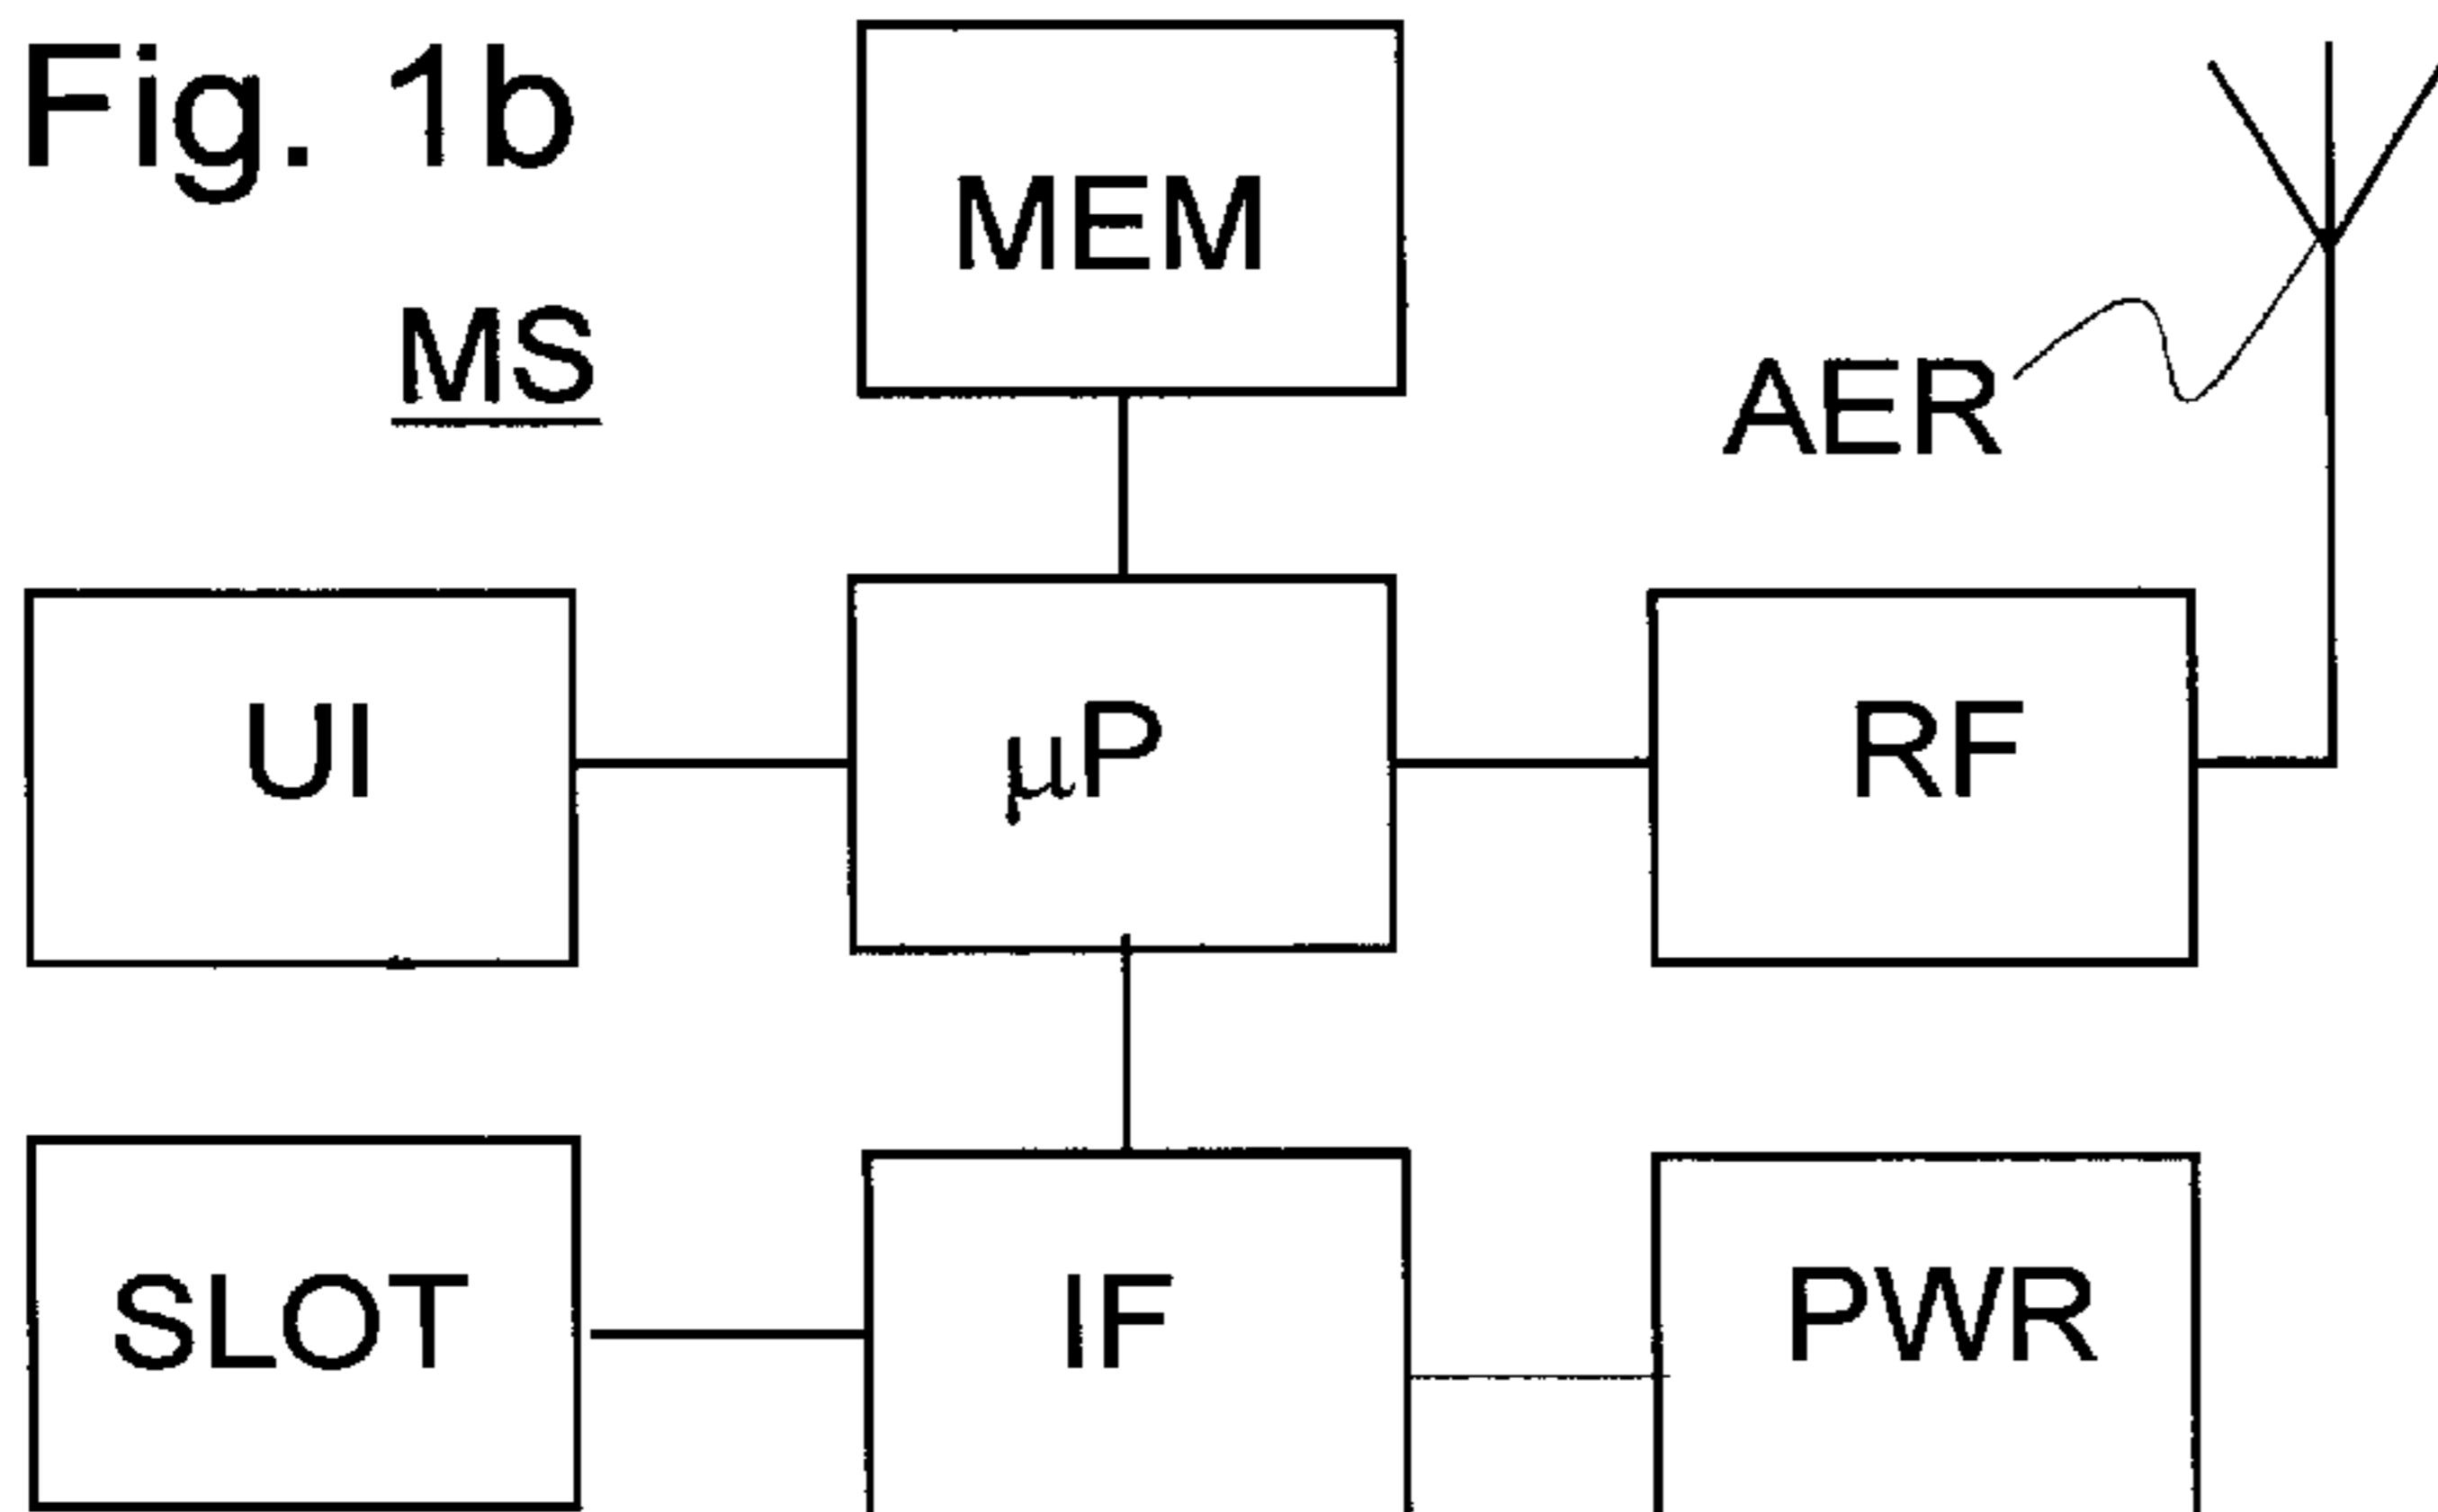 Fig. 1b
MEM
MS
AER
UI
μP
RF
SLOT
IF
PWR